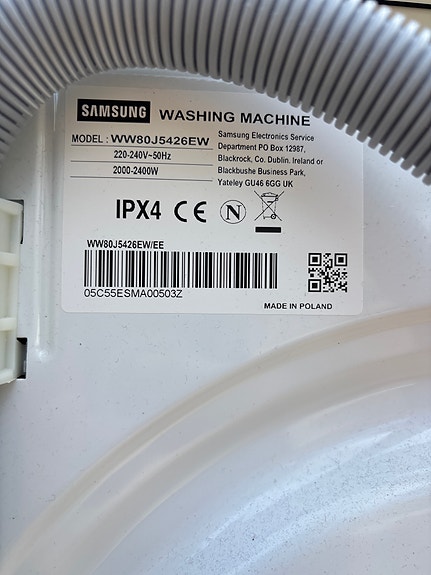 SAMSUNG WASHING MACHINE
MODEL : WW80J5426EW
220-240V~50Hz
2000-2400W
Samsung Electronics Service
Department PO Box 12987,
Blackrock, Co. Dublin. Ireland or
Blackbushe Business Park,
Yateley GU46 6GG UK
IPX4 CE N
WW80J5426EW/EE
05C55ESMA00503Z
MADE IN POLAND